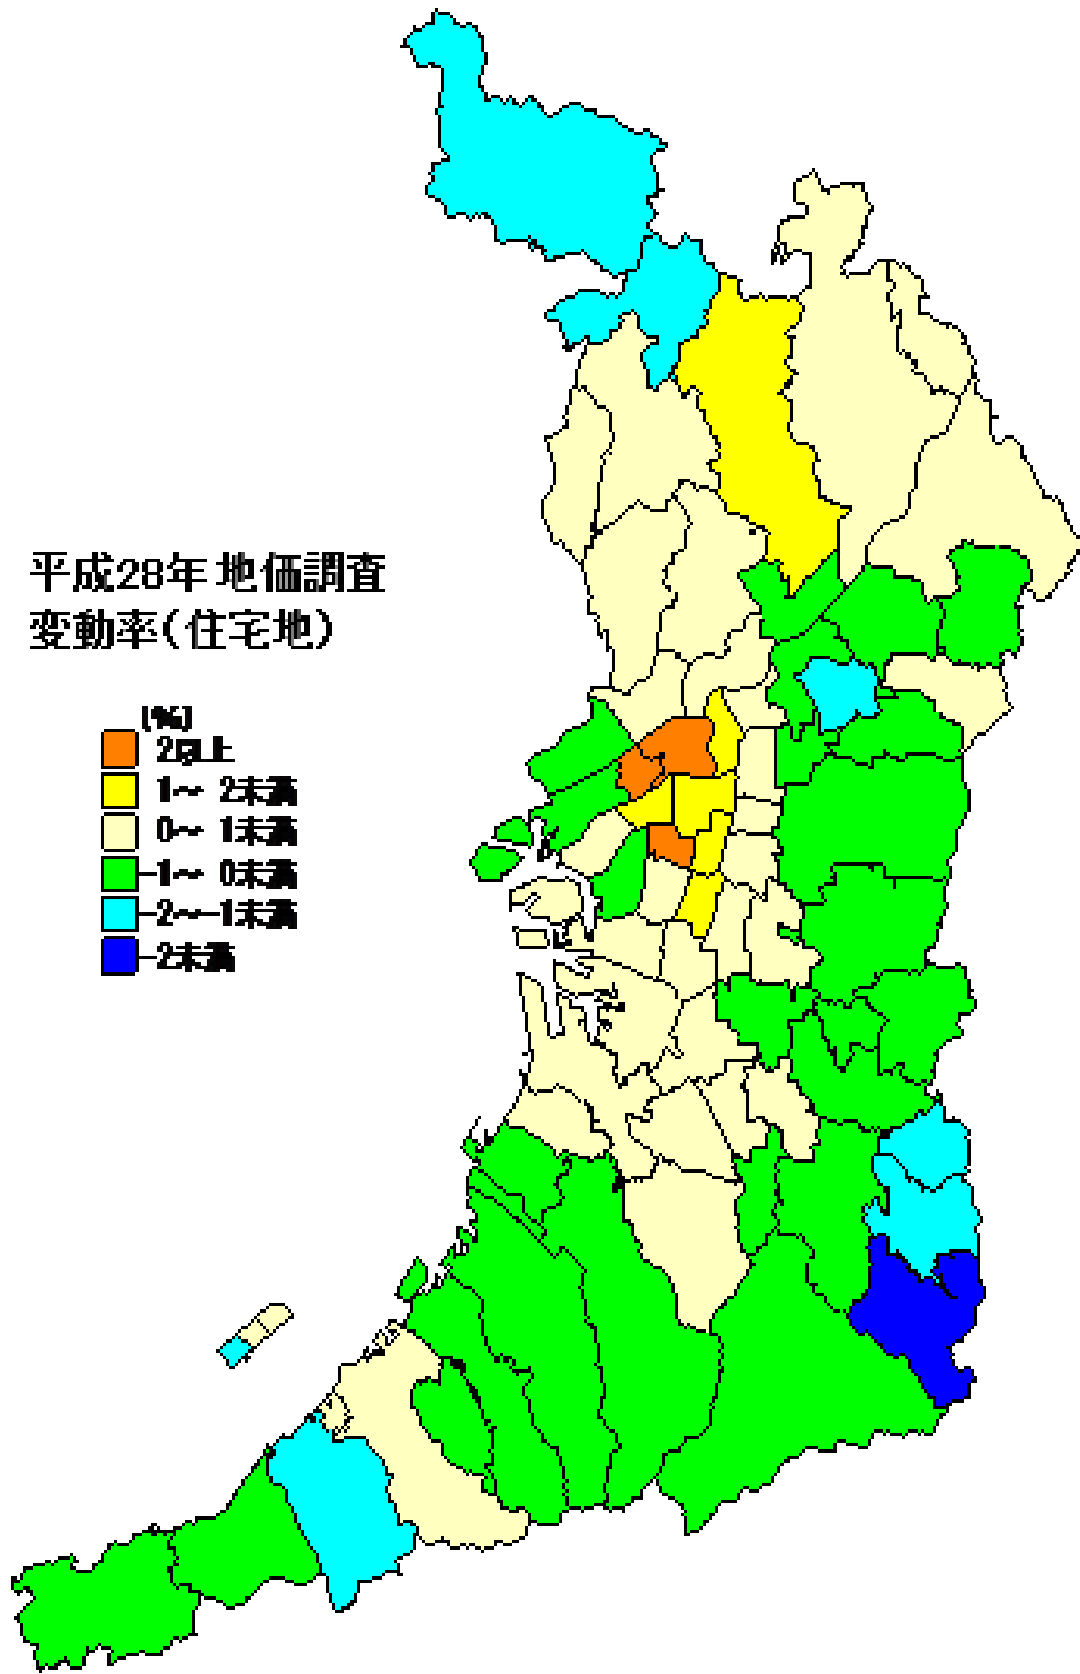 平成28年 地価調査
変動率(住宅地)
[%]
2以上
1～ 2未満
0～ 1未満
-1～ 0未満
-2～-1未満
-2未満